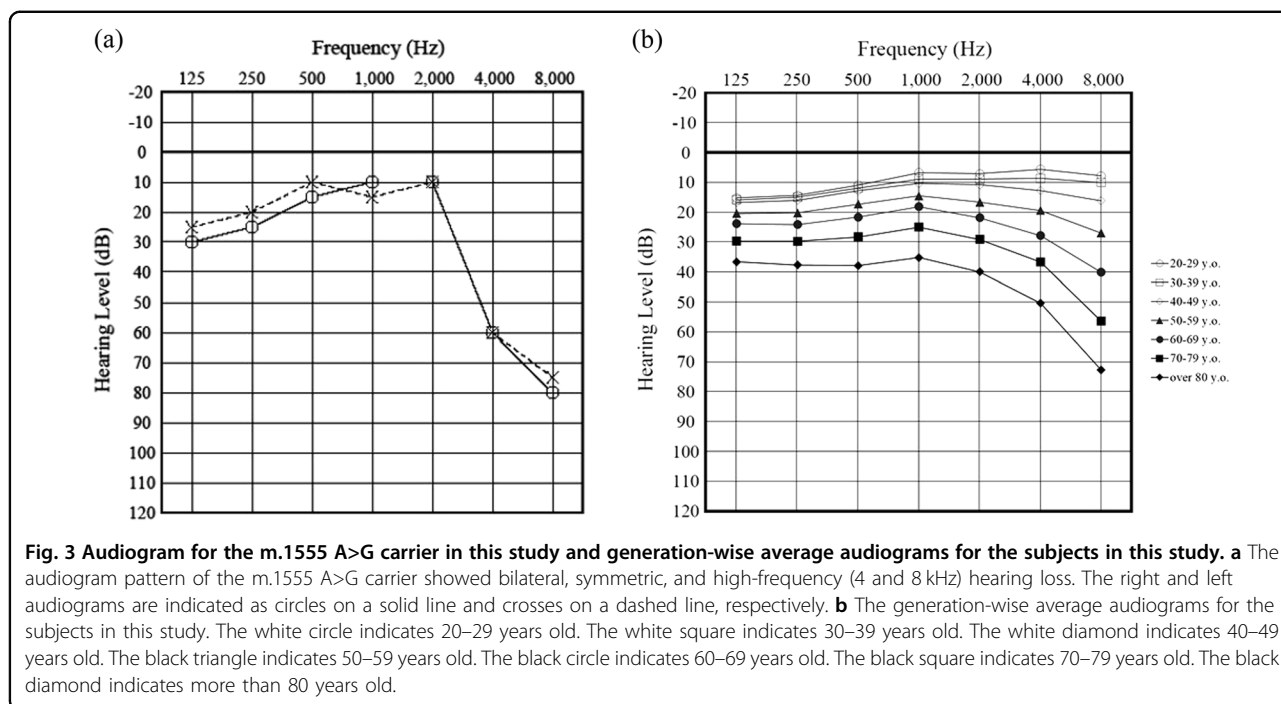 (a)
Frequency (Hz)
125 250 500 1,000 2,000 4,000 8,000
-20
-10
0
10
20
30
40
50
60
70
80
90
100
110
120
Hearing Level (dB)
(b)
Frequency (Hz)
125 250 500 1,000 2,000 4,000 8,000
-20
-10
0
10
20
30
40
50
60
70
80
90
100
110
120
Hearing Level (dB)
20-29 y.o.
30-39 y.o.
40-49 y.o.
50-59 y.o.
60-69 y.o.
70-79 y.o.
over 80 y.o.
Fig. 3 Audiogram for the m.1555 A>G carrier in this study and generation-wise average audiograms for the subjects in this study. a The
audiogram pattern of the m.1555 A>G carrier showed bilateral, symmetric, and high-frequency (4 and 8 kHz) hearing loss. The right and left
audiograms are indicated as circles on a solid line and crosses on a dashed line, respectively. b The generation-wise average audiograms for the
subjects in this study. The white circle indicates 20–29 years old. The white square indicates 30–39 years old. The white diamond indicates 40–49
years old. The black triangle indicates 50–59 years old. The black circle indicates 60–69 years old. The black square indicates 70–79 years old. The black
diamond indicates more than 80 years old.